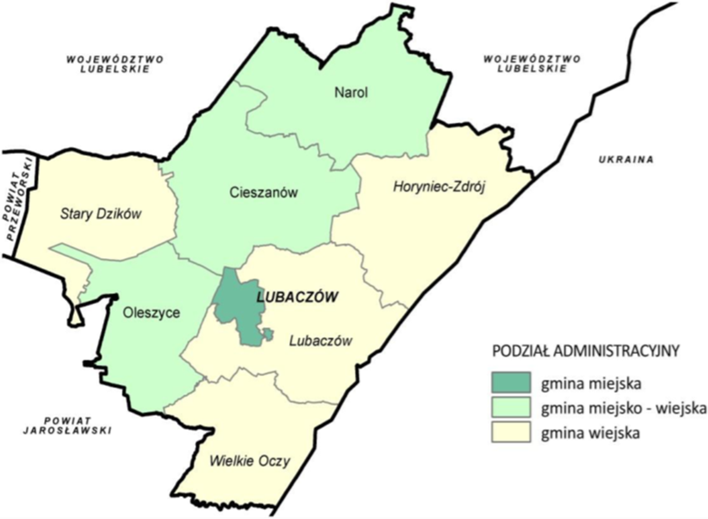 WOJEWÓDZTWO
LUBELSKIE
WOJEWÓDZTWO
LUBELSKIE
Narol
UKRAINA
POWIAT
PRZEWORSKI
Stary Dzików
Cieszanów
Horyniec-Zdrój
Oleszyce
LUBACZÓW
Lubaczów
POWIAT
JAROSŁAWSKI
Wielkie Oczy
PODZIAŁ ADMINISTRACYJNY
gmina miejska
gmina miejsko - wiejska
gmina wiejska